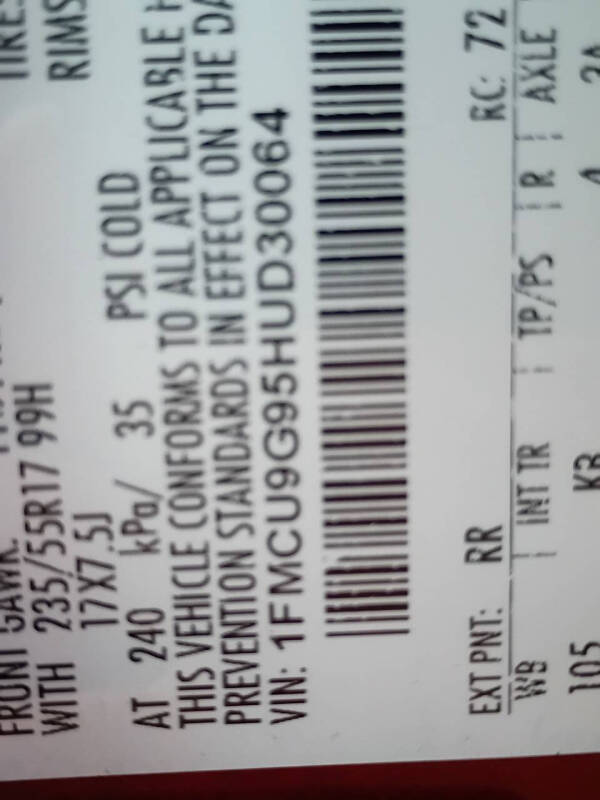 TIRES
FRONT GAWR:
WITH 235/55R17 99H RIMS
17X7.5J
AT 240 kPa/ 35 PSI COLD
THIS VEHICLE CONFORMS TO ALL APPLICABLE
PREVENTION STANDARDS IN EFFECT ON THE DA
VIN: 1FMCU9G95HUD30064
EXT PNT: RR RC: 72
WB INT TR TP/PS R AXLE
105 KB